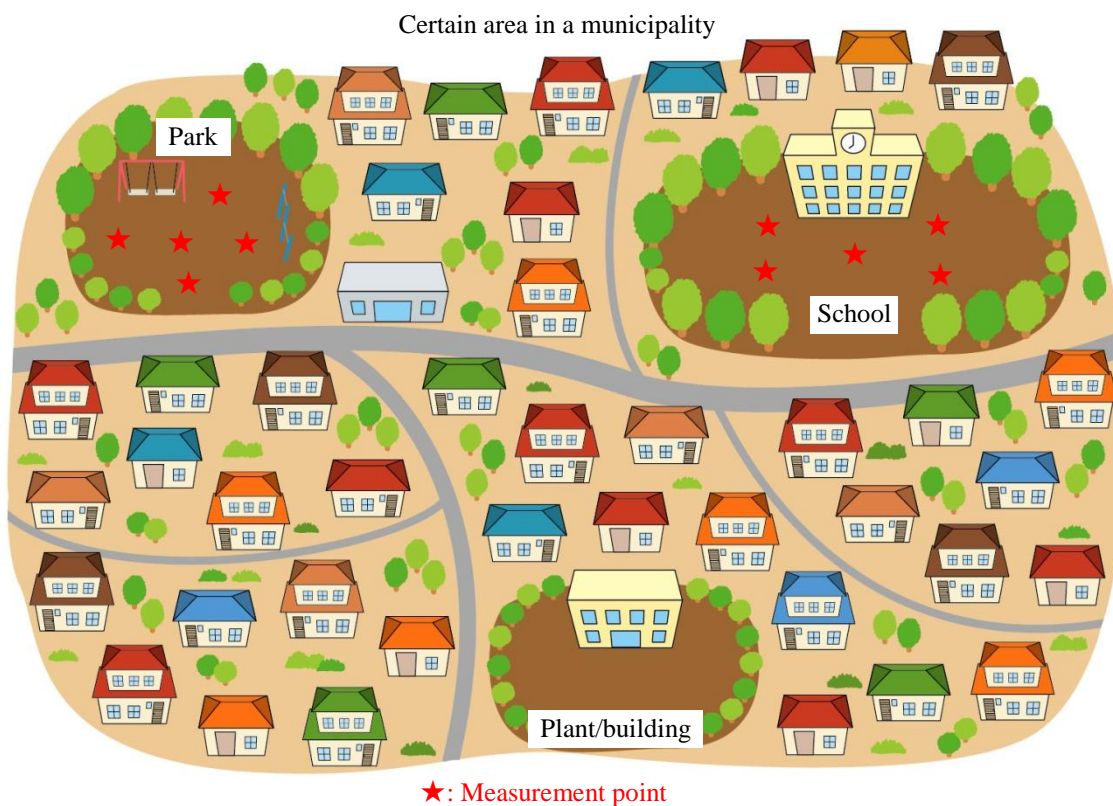 Certain area in a municipality
Park
School
Plant/building
★: Measurement point